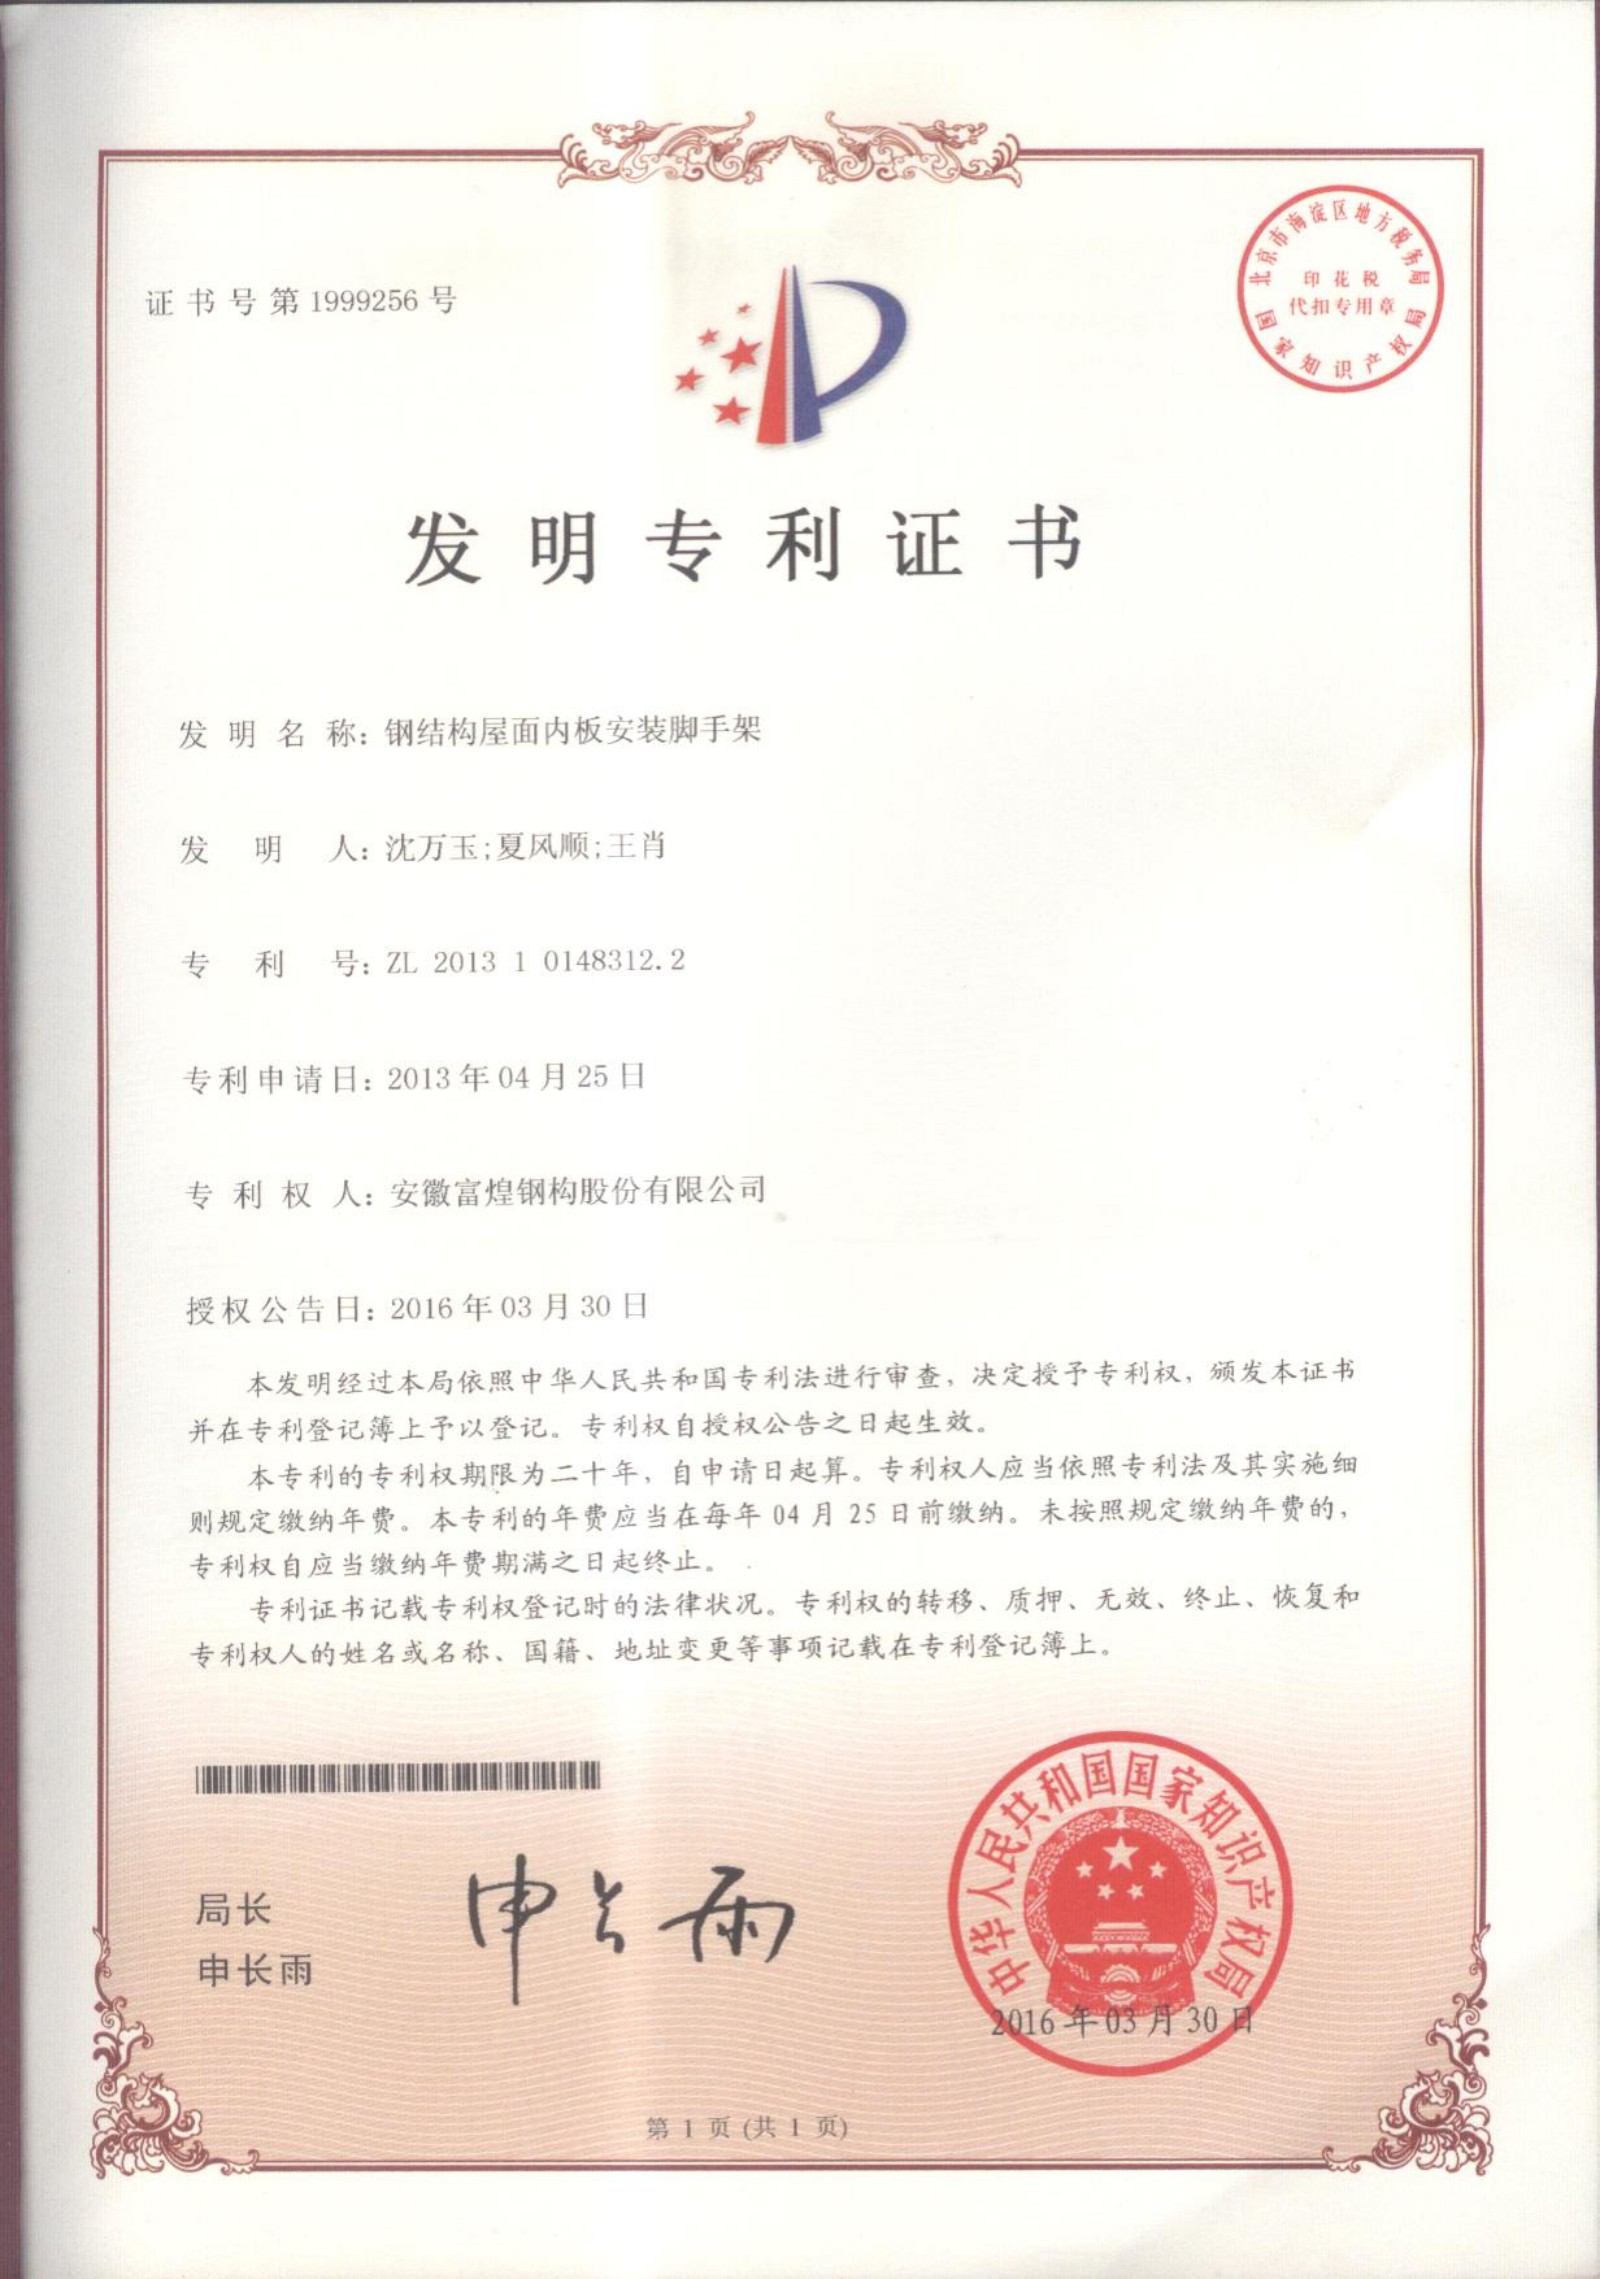 证书号第1999256号
北京市海淀区地方税务局
印花税
代扣专用章
国家知识产权局
发明专利证书
发明名称：钢结构屋面内板安装脚手架
发明人：沈万玉;夏风顺;王肖
专利号：ZL 2013 1 0148312.2
专利申请日：2013年04月25日
专利权人：安徽富煌钢构股份有限公司
授权公告日：2016年03月30日
本发明经过本局依照中华人民共和国专利法进行审查，决定授予专利权，颁发本证书
并在专利登记簿上予以登记。专利权自授权公告之日起生效。
本专利的专利权期限为二十年，自申请日起算。专利权人应当依照专利法及其实施细
则规定缴纳年费。本专利的年费应当在每年04月25日前缴纳。未按照规定缴纳年费的，
专利权自应当缴纳年费期满之日起终止。
专利证书记载专利权登记时的法律状况。专利权的转移、质押、无效、终止、恢复和
专利权人的姓名或名称、国籍、地址变更等事项记载在专利登记簿上。
局长
申长雨
申长雨
中华人民共和国国家知识产权局
2016年03月30日
第1页(共1页)